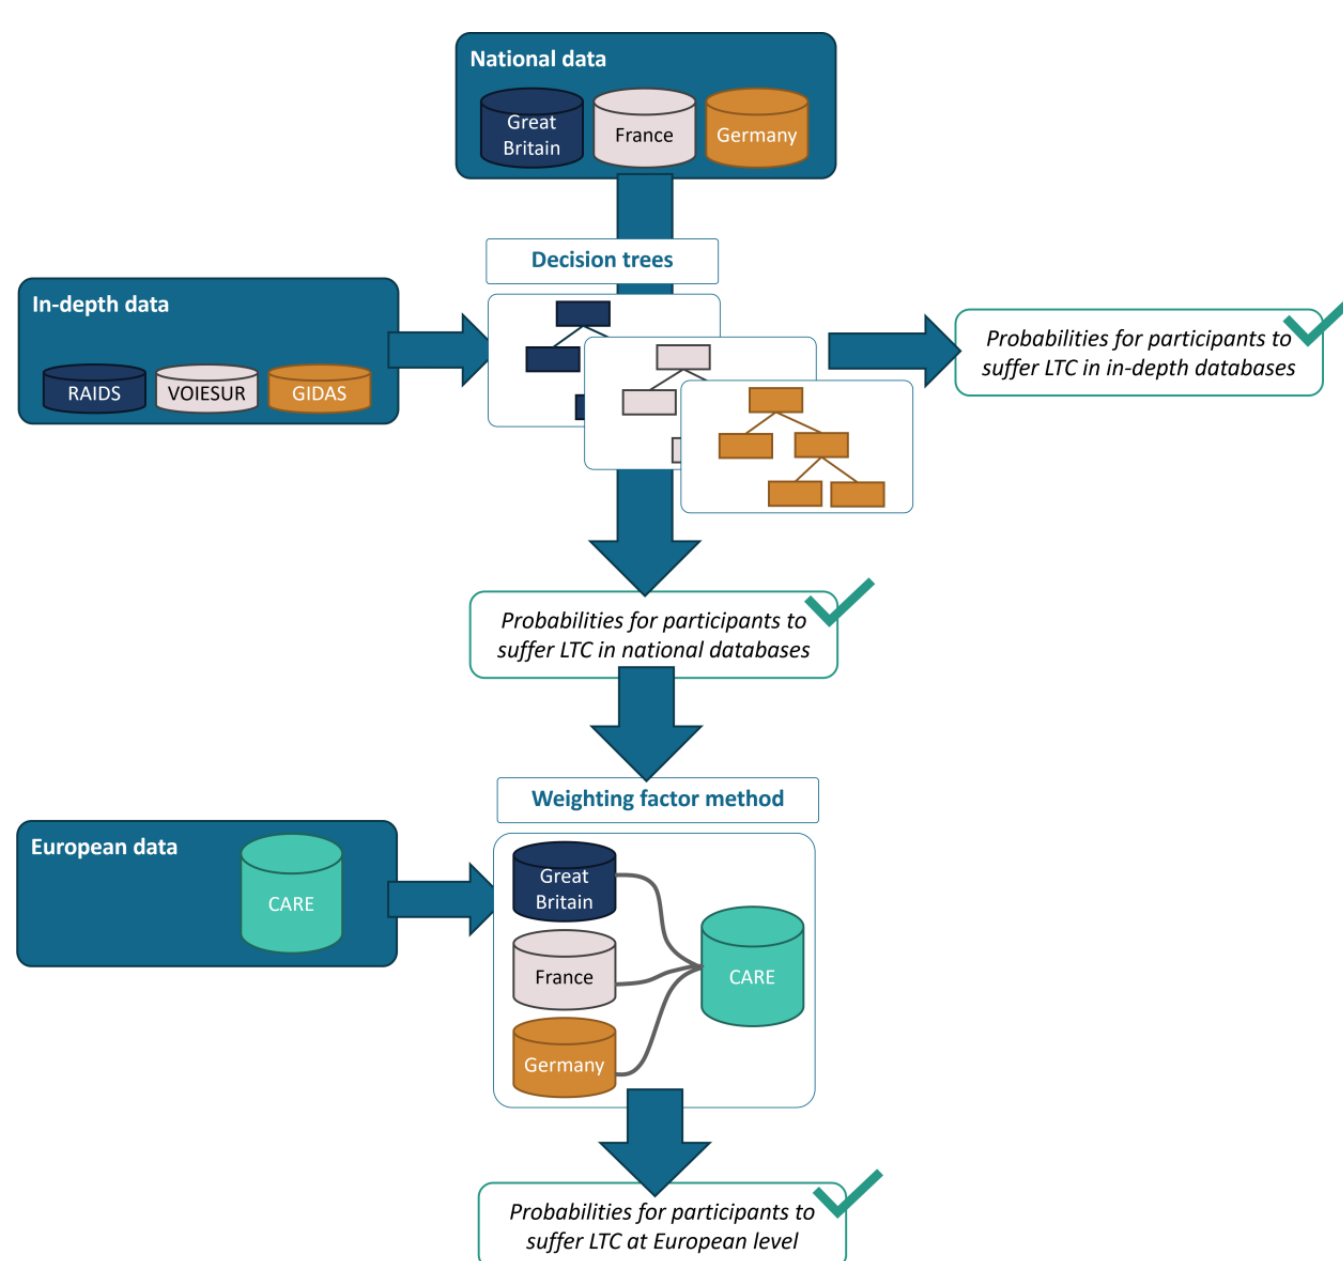 National data
Great
Britain
France
Germany
Decision trees
In-depth data
RAIDS
VOIESUR
GIDAS
Probabilities for participants to
suffer LTC in in-depth databases
Probabilities for participants to
suffer LTC in national databases
Weighting factor method
European data
CARE
Great
Britain
France
Germany
CARE
Probabilities for participants to
suffer LTC at European level